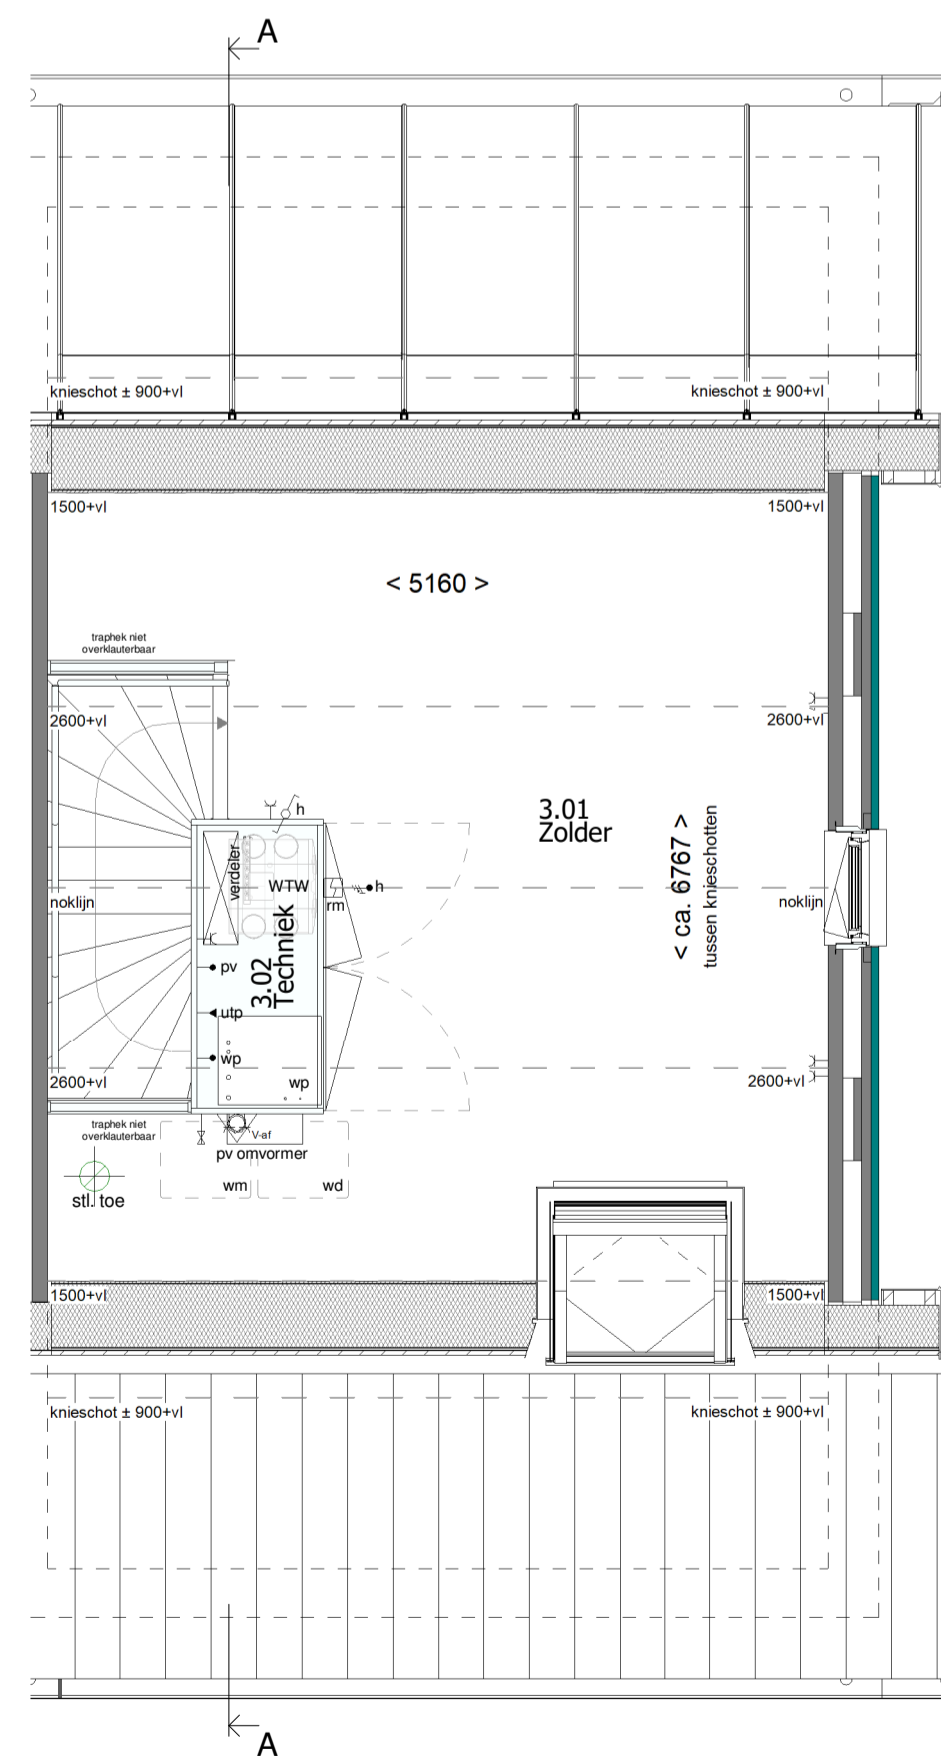 A
knieschot ± 900+vl
knieschot ± 900+vl
1500+vl
1500+vl
< 5160 >
traphek niet
overklauterbaar
2600+vl
2600+vl
h
3.01
Zolder
verdeler
WTW
h
rm
noklijn
noklijn
< ca. 6767 >
tussen knieschotten
3.02
Techniek
pv
utp
wp
wp
2600+vl
2600+vl
traphek niet
overklauterbaar
V-af
pv omvormer
wm
wd
stl. toe
1500+vl
1500+vl
knieschot ± 900+vl
knieschot ± 900+vl
A